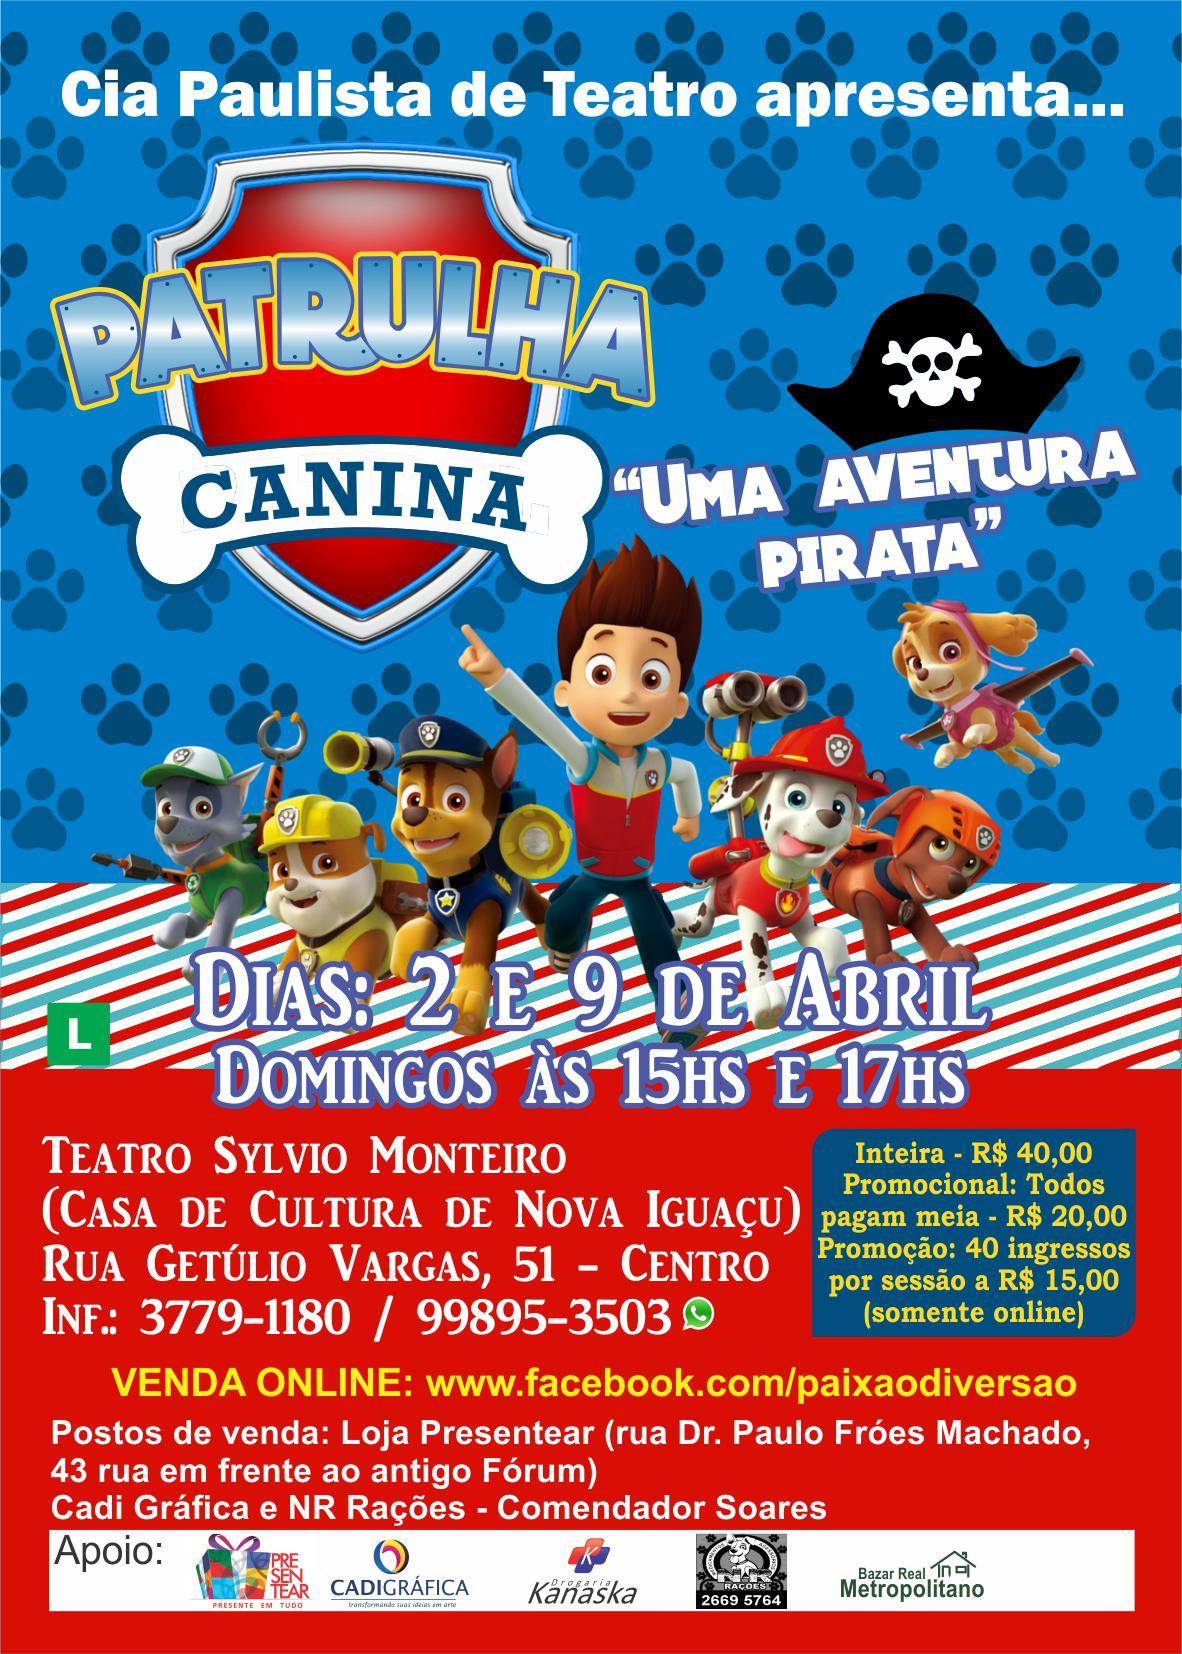 Cia Paulista de Teatro apresenta...
PATRULHA
CANINA
"UMA AVENTURA
PIRATA"
DIAS: 2 E 9 DE ABRIL
L
DOMINGOS ÀS 15HS E 17HS
TEATRO SYLVIO MONTEIRO
(CASA DE CULTURA DE NOVA IGUAÇU)
RUA GETÚLIO VARGAS, 51 - CENTRO
INF.: 3779-1180 / 99895-3503
Inteira - R$ 40,00
Promocional: Todos
pagam meia - R$ 20,00
Promoção: 40 ingressos
por sessão a R$ 15,00
(somente online)
VENDA ONLINE: www.facebook.com/paixaodiversao
Postos de venda: Loja Presentear (rua Dr. Paulo Fróes Machado,
43 rua em frente ao antigo Fórum)
Cadi Gráfica e NR Rações - Comendador Soares
Apoio:
PRE
SEN
TEAR
PRESENTE EM TUDO
CADIGRÁFICA
transformando suas ideias em arte
K
Drogaria
Kanaska
NR
RAÇÕES
2669 5764
Bazar Real
Metropolitano